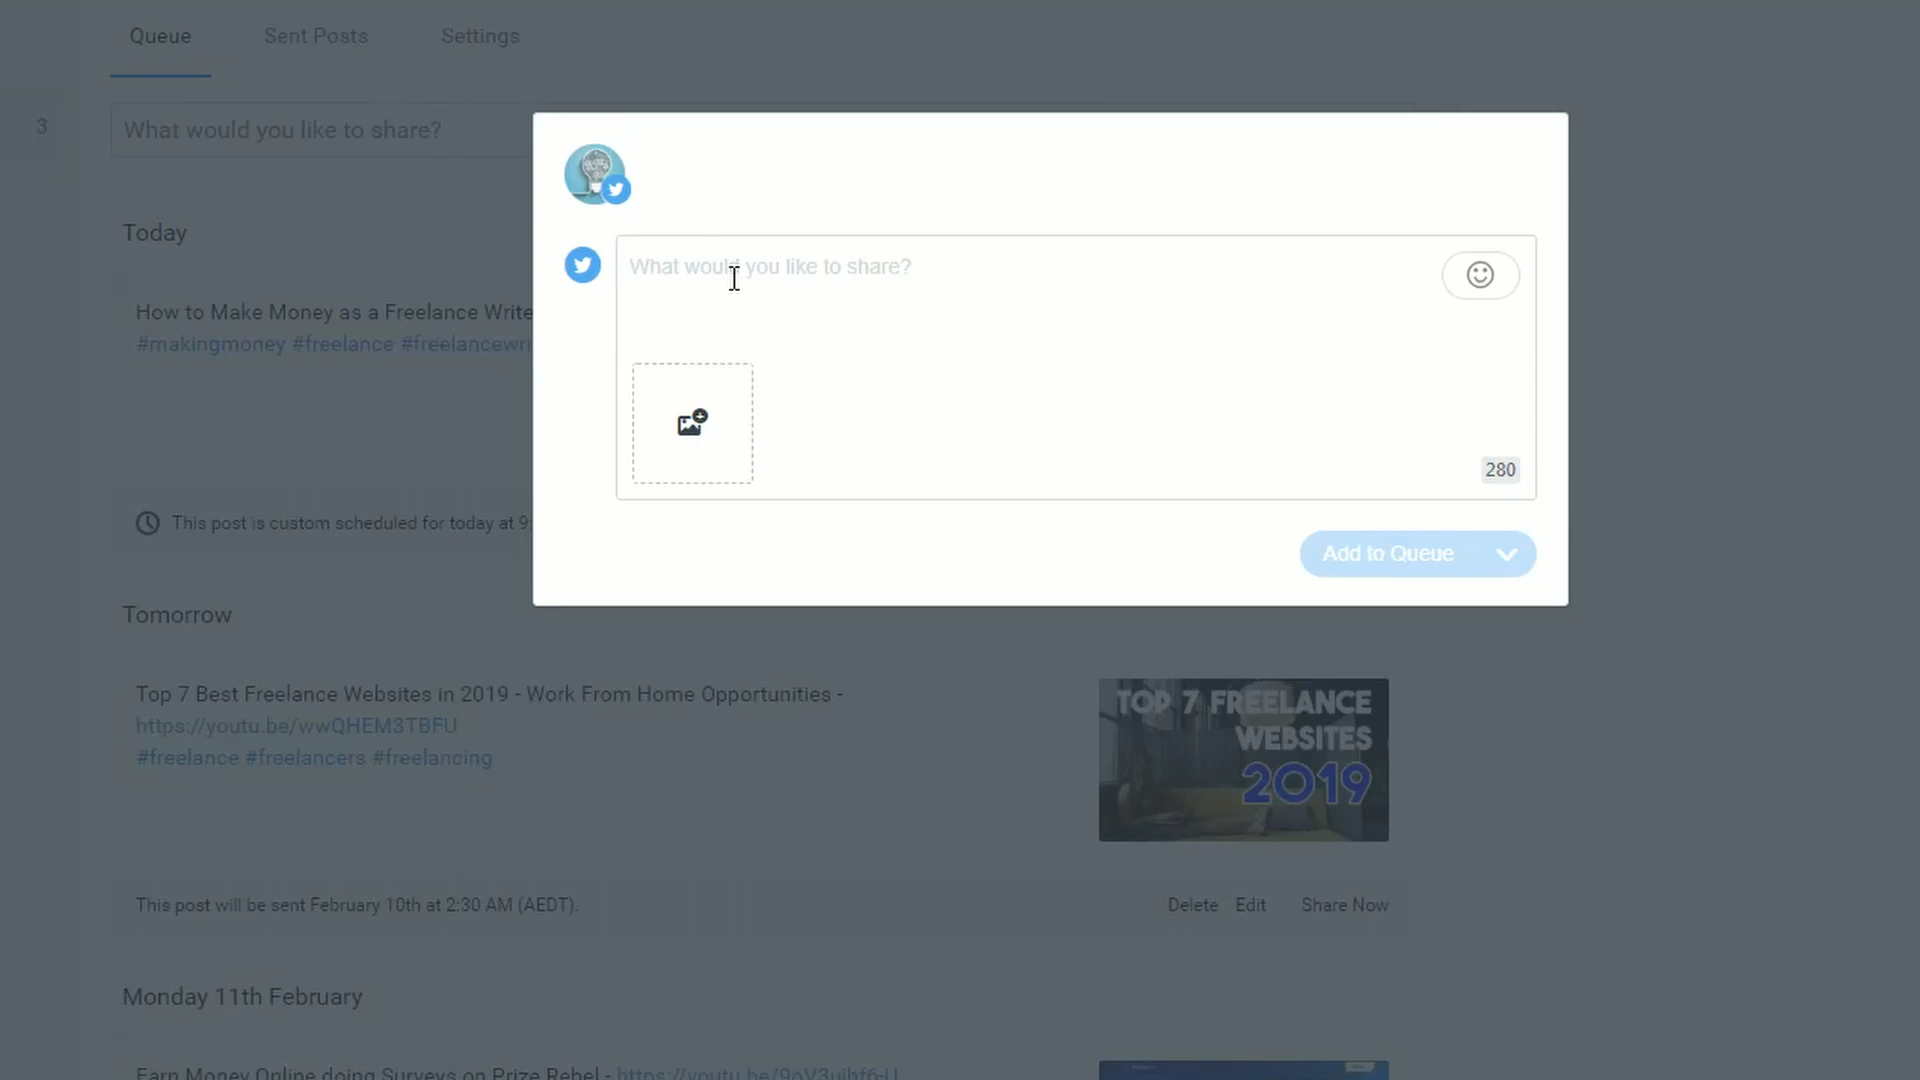 Queue Sent Posts Settings
3
What would you like to share?
Today
How to Make Money as a Freelance Write
#makingmoney #freelance #freelancewri
This post is custom scheduled for today at 9:
What would you like to share?
280
Add to Queue
Tomorrow
Top 7 Best Freelance Websites in 2019 - Work From Home Opportunities -
https://youtu.be/wwQHEM3TBFU
#freelance #freelancers #freelancing
TOP 7 FREELANCE
WEBSITES
2019
This post will be sent February 10th at 2:30 AM (AEDT).
Delete Edit Share Now
Monday 11th February
Earn Money Online doing Surveys on Prize Rebel -